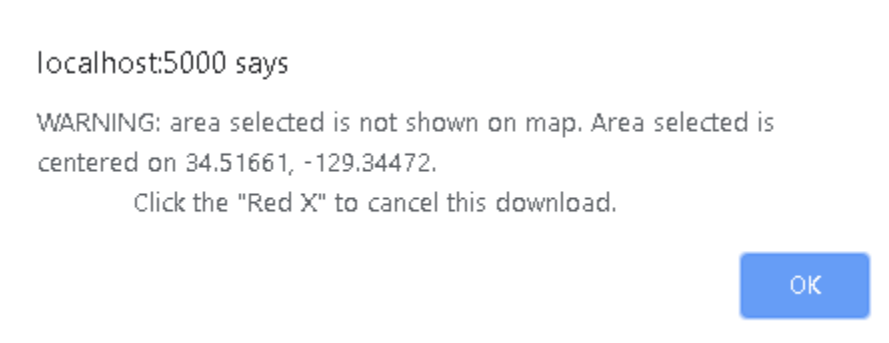 localhost:5000 says
WARNING: area selected is not shown on map. Area selected is
centered on 34.51661, -129.34472.
Click the "Red X" to cancel this download.
OK